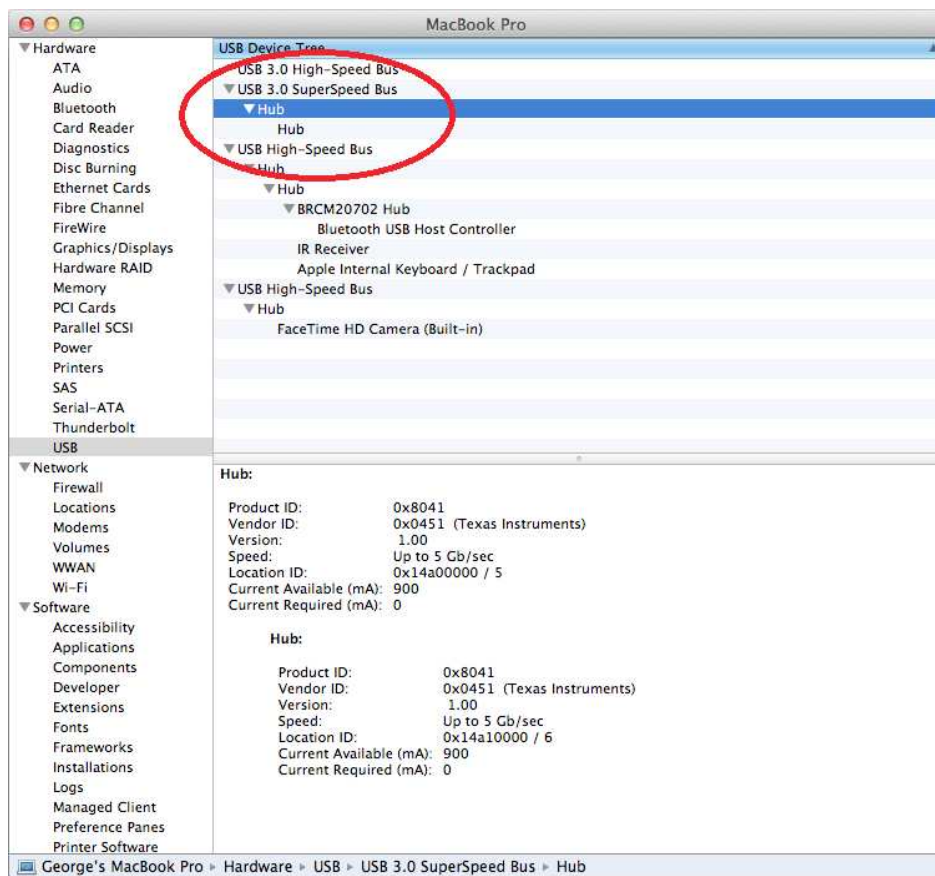 MacBook Pro
Hardware
ATA
Audio
Bluetooth
Card Reader
Diagnostics
Disc Burning
Ethernet Cards
Fibre Channel
FireWire
Graphics/Displays
Hardware RAID
Memory
PCI Cards
Parallel SCSI
Power
Printers
SAS
Serial-ATA
Thunderbolt
USB
Network
Firewall
Locations
Modems
Volumes
WWAN
Wi-Fi
Software
Accessibility
Applications
Components
Developer
Extensions
Fonts
Frameworks
Installations
Logs
Managed Client
Preference Panes
Printer Software
USB Device Tree
USB 3.0 High-Speed Bus
USB 3.0 SuperSpeed Bus
Hub
Hub
USB High-Speed Bus
Hub
Hub
BRCM20702 Hub
Bluetooth USB Host Controller
IR Receiver
Apple Internal Keyboard / Trackpad
USB High-Speed Bus
Hub
FaceTime HD Camera (Built-in)
Hub:
Product ID: 0x8041
Vendor ID: 0x0451 (Texas Instruments)
Version: 1.00
Speed: Up to 5 Gb/sec
Location ID: 0x14a00000 / 5
Current Available (mA): 900
Current Required (mA): 0
Hub:
Product ID: 0x8041
Vendor ID: 0x0451 (Texas Instruments)
Version: 1.00
Speed: Up to 5 Gb/sec
Location ID: 0x14a10000 / 6
Current Available (mA): 900
Current Required (mA): 0
George's MacBook Pro ▸ Hardware ▸ USB ▸ USB 3.0 SuperSpeed Bus ▸ Hub